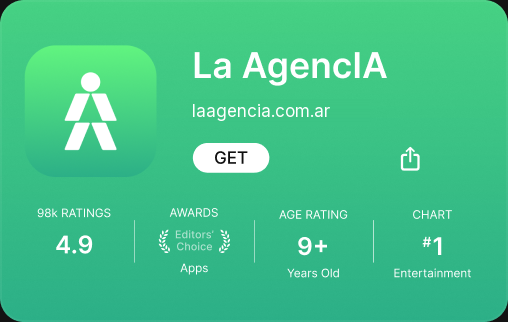 La AgencIA
laagencia.com.ar
GET
98k RATINGS
4.9
AWARDS
Editors'
Choice
Apps
AGE RATING
9+
Years Old
CHART
#1
Entertainment